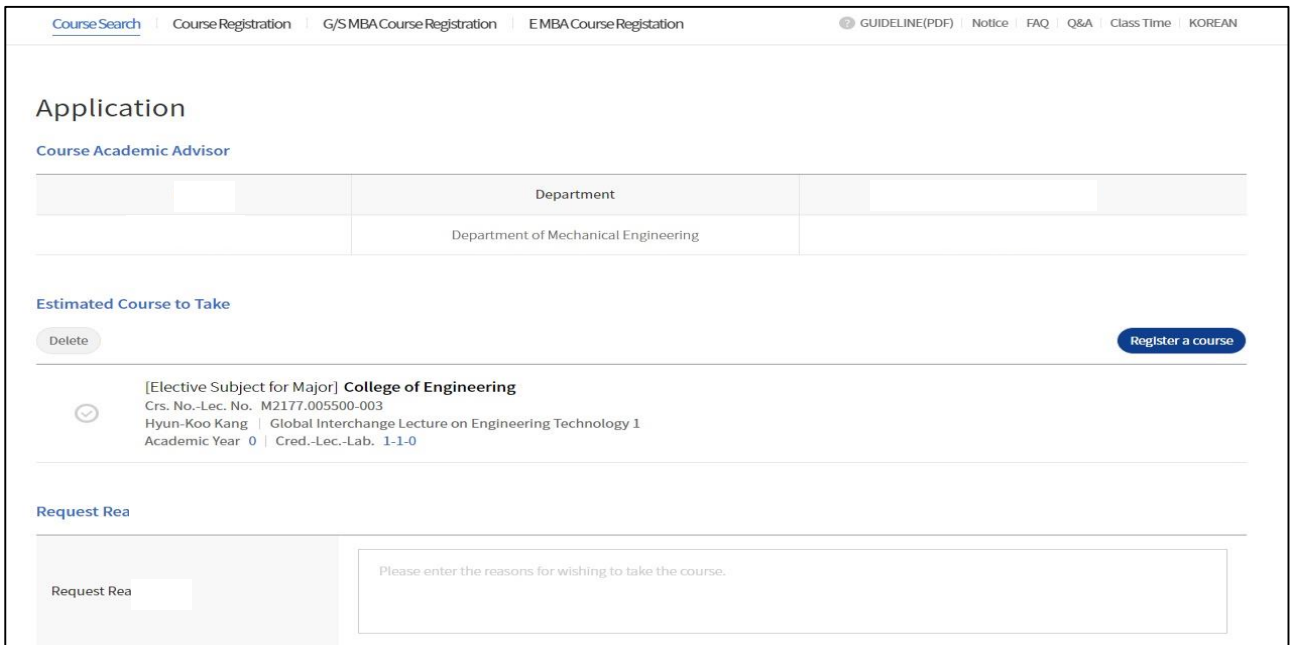 Course Search Course Registration G/S MBA Course Registration E MBA Course Registation GUIDELINE(PDF) Notice FAQ Q&A Class Time KOREAN
Application
Course Academic Advisor
Department
Department of Mechanical Engineering
Estimated Course to Take
Delete Register a course
[Elective Subject for Major] College of Engineering
Crs. No.-Lec. No. M2177.005500-003
Hyun-Koo Kang | Global Interchange Lecture on Engineering Technology 1
Academic Year 0 | Cred.-Lec.-Lab. 1-1-0
Request Rea
Request Rea
Please enter the reasons for wishing to take the course.